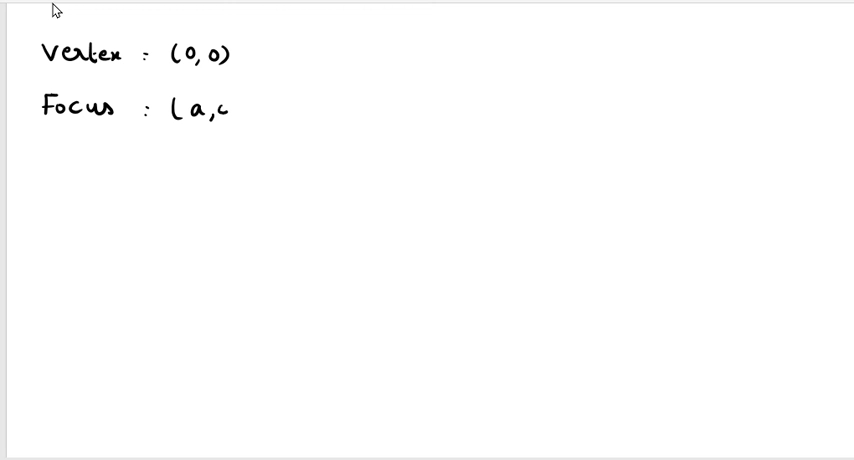 Vertex : (0,0)
Focus : (a,c